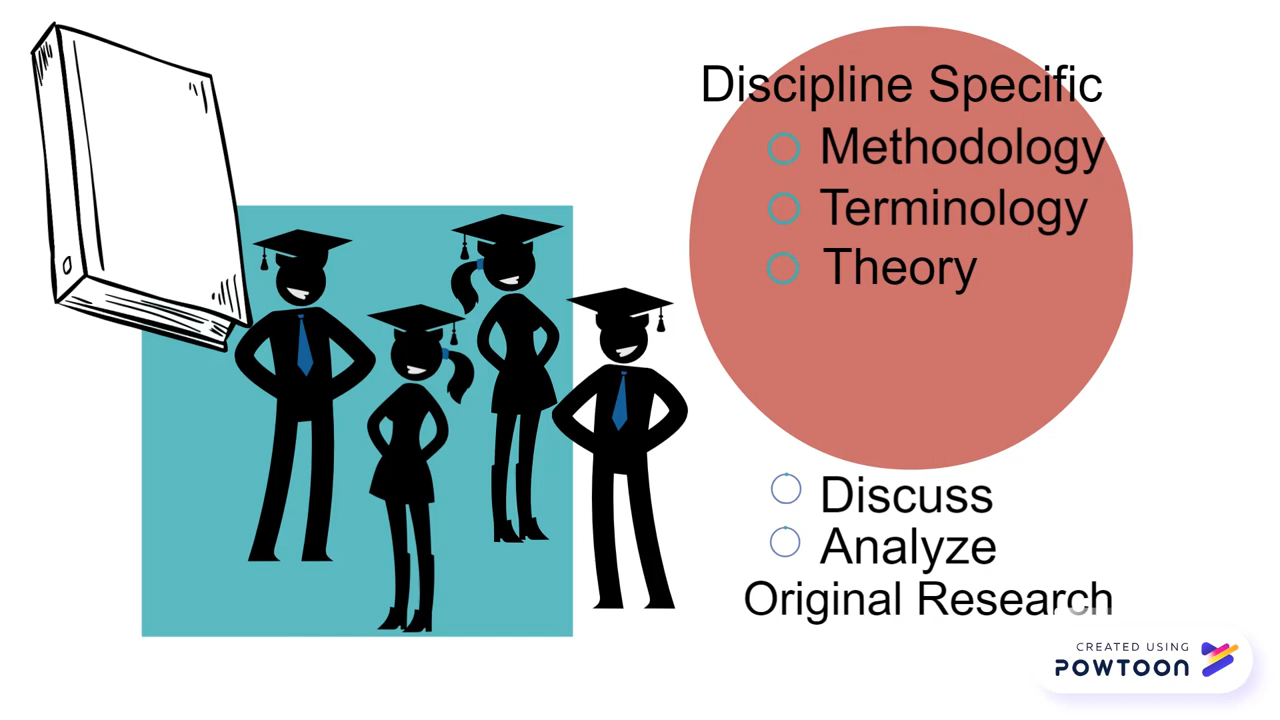 Discipline Specific
Methodology
Terminology
Theory
Discuss
Analyze
Original Research
CREATED USING
POWTOON